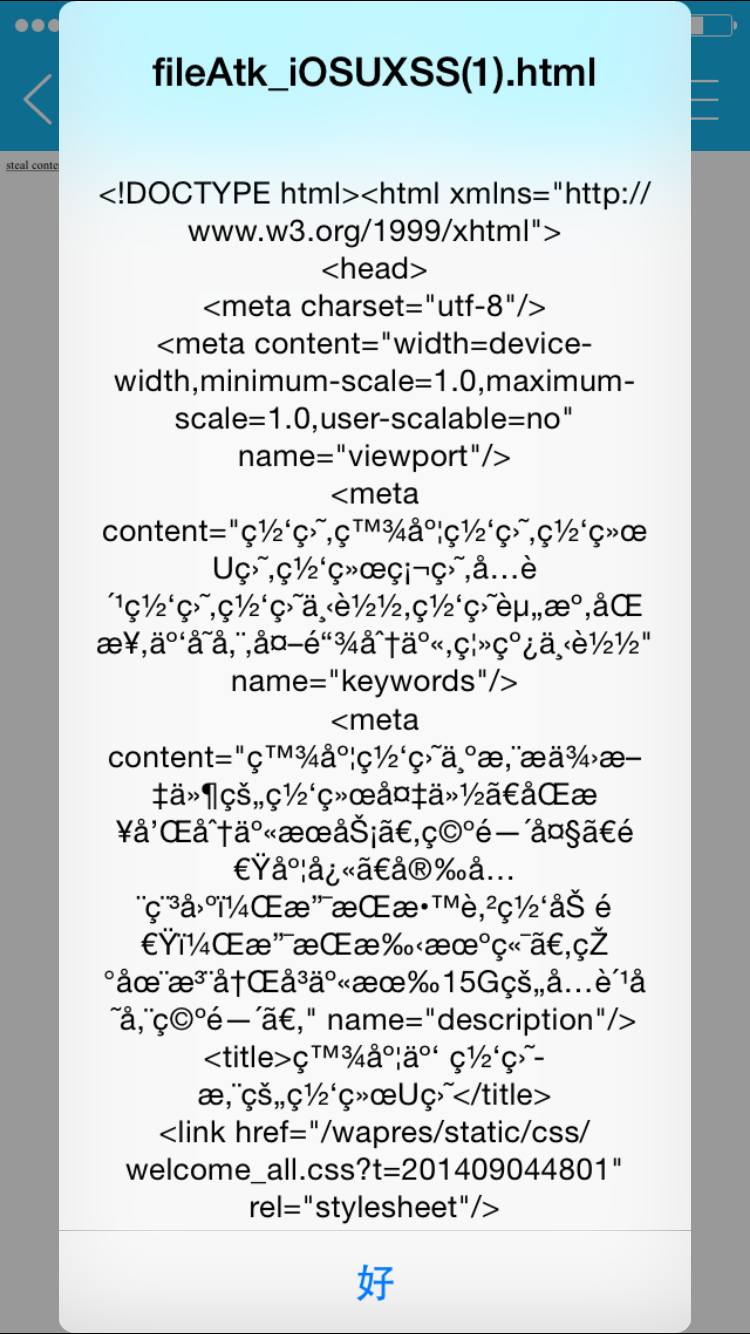 fileAtk_iOSUXSS(1).html
steal conte
<!DOCTYPE html><html xmlns="http://
www.w3.org/1999/xhtml">
<head>
<meta charset="utf-8"/>
<meta content="width=device-
width,minimum-scale=1.0,maximum-
scale=1.0,user-scalable=no"
name="viewport"/>
<meta
content="ç½‘ç›˜,ç™¾åº¦ç½‘ç›˜,ç½‘ç»œ
Uç›˜,ç½‘ç»œç¡¬ç›˜,å…è
´¹ç½‘ç›˜,ç½‘ç›˜ä¸‹è½½,ç½‘ç›˜èµ„æº,åŒ
æ¥,äº‘å˜å‚¨,å¤–é“¾åˆ†äº«,ç¦»çº¿ä¸‹è½½"
name="keywords"/>
<meta
content="ç™¾åº¦ç½‘ç›˜ä¸ºæ‚¨æä¾›æ–
‡ä»¶çš„ç½‘ç»œå¤‡ä»½ã€åŒæ
¥å’Œåˆ†äº«æœåŠ¡ã€‚ç©ºé—´å¤§ã€é
€Ÿåº¦å¿«ã€å®‰å…
¨ç¨³å›ºï¼Œæ”¯æŒæ•™è‚²ç½‘åŠ é
€Ÿï¼Œæ”¯æŒæ‰‹æœºç«¯ã€‚çŽ
°åœ¨æ³¨å†Œå³äº«æœ‰15Gçš„å…è´¹å
˜å‚¨ç©ºé—´ã€‚" name="description"/>
<title>ç™¾åº¦äº‘ ç½‘ç›˜-
æ‚¨çš„ç½‘ç»œUç›˜</title>
<link href="/wapres/static/css/
welcome_all.css?t=201409044801"
rel="stylesheet"/>
好